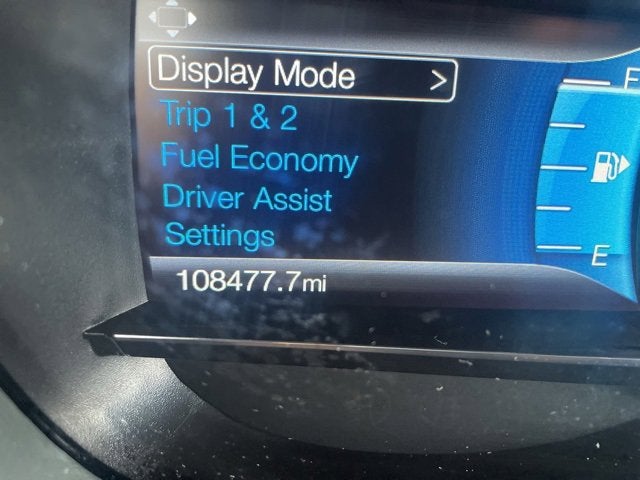 Display Mode >
Trip 1 & 2
Fuel Economy
Driver Assist
Settings
108477.7mi
F
E